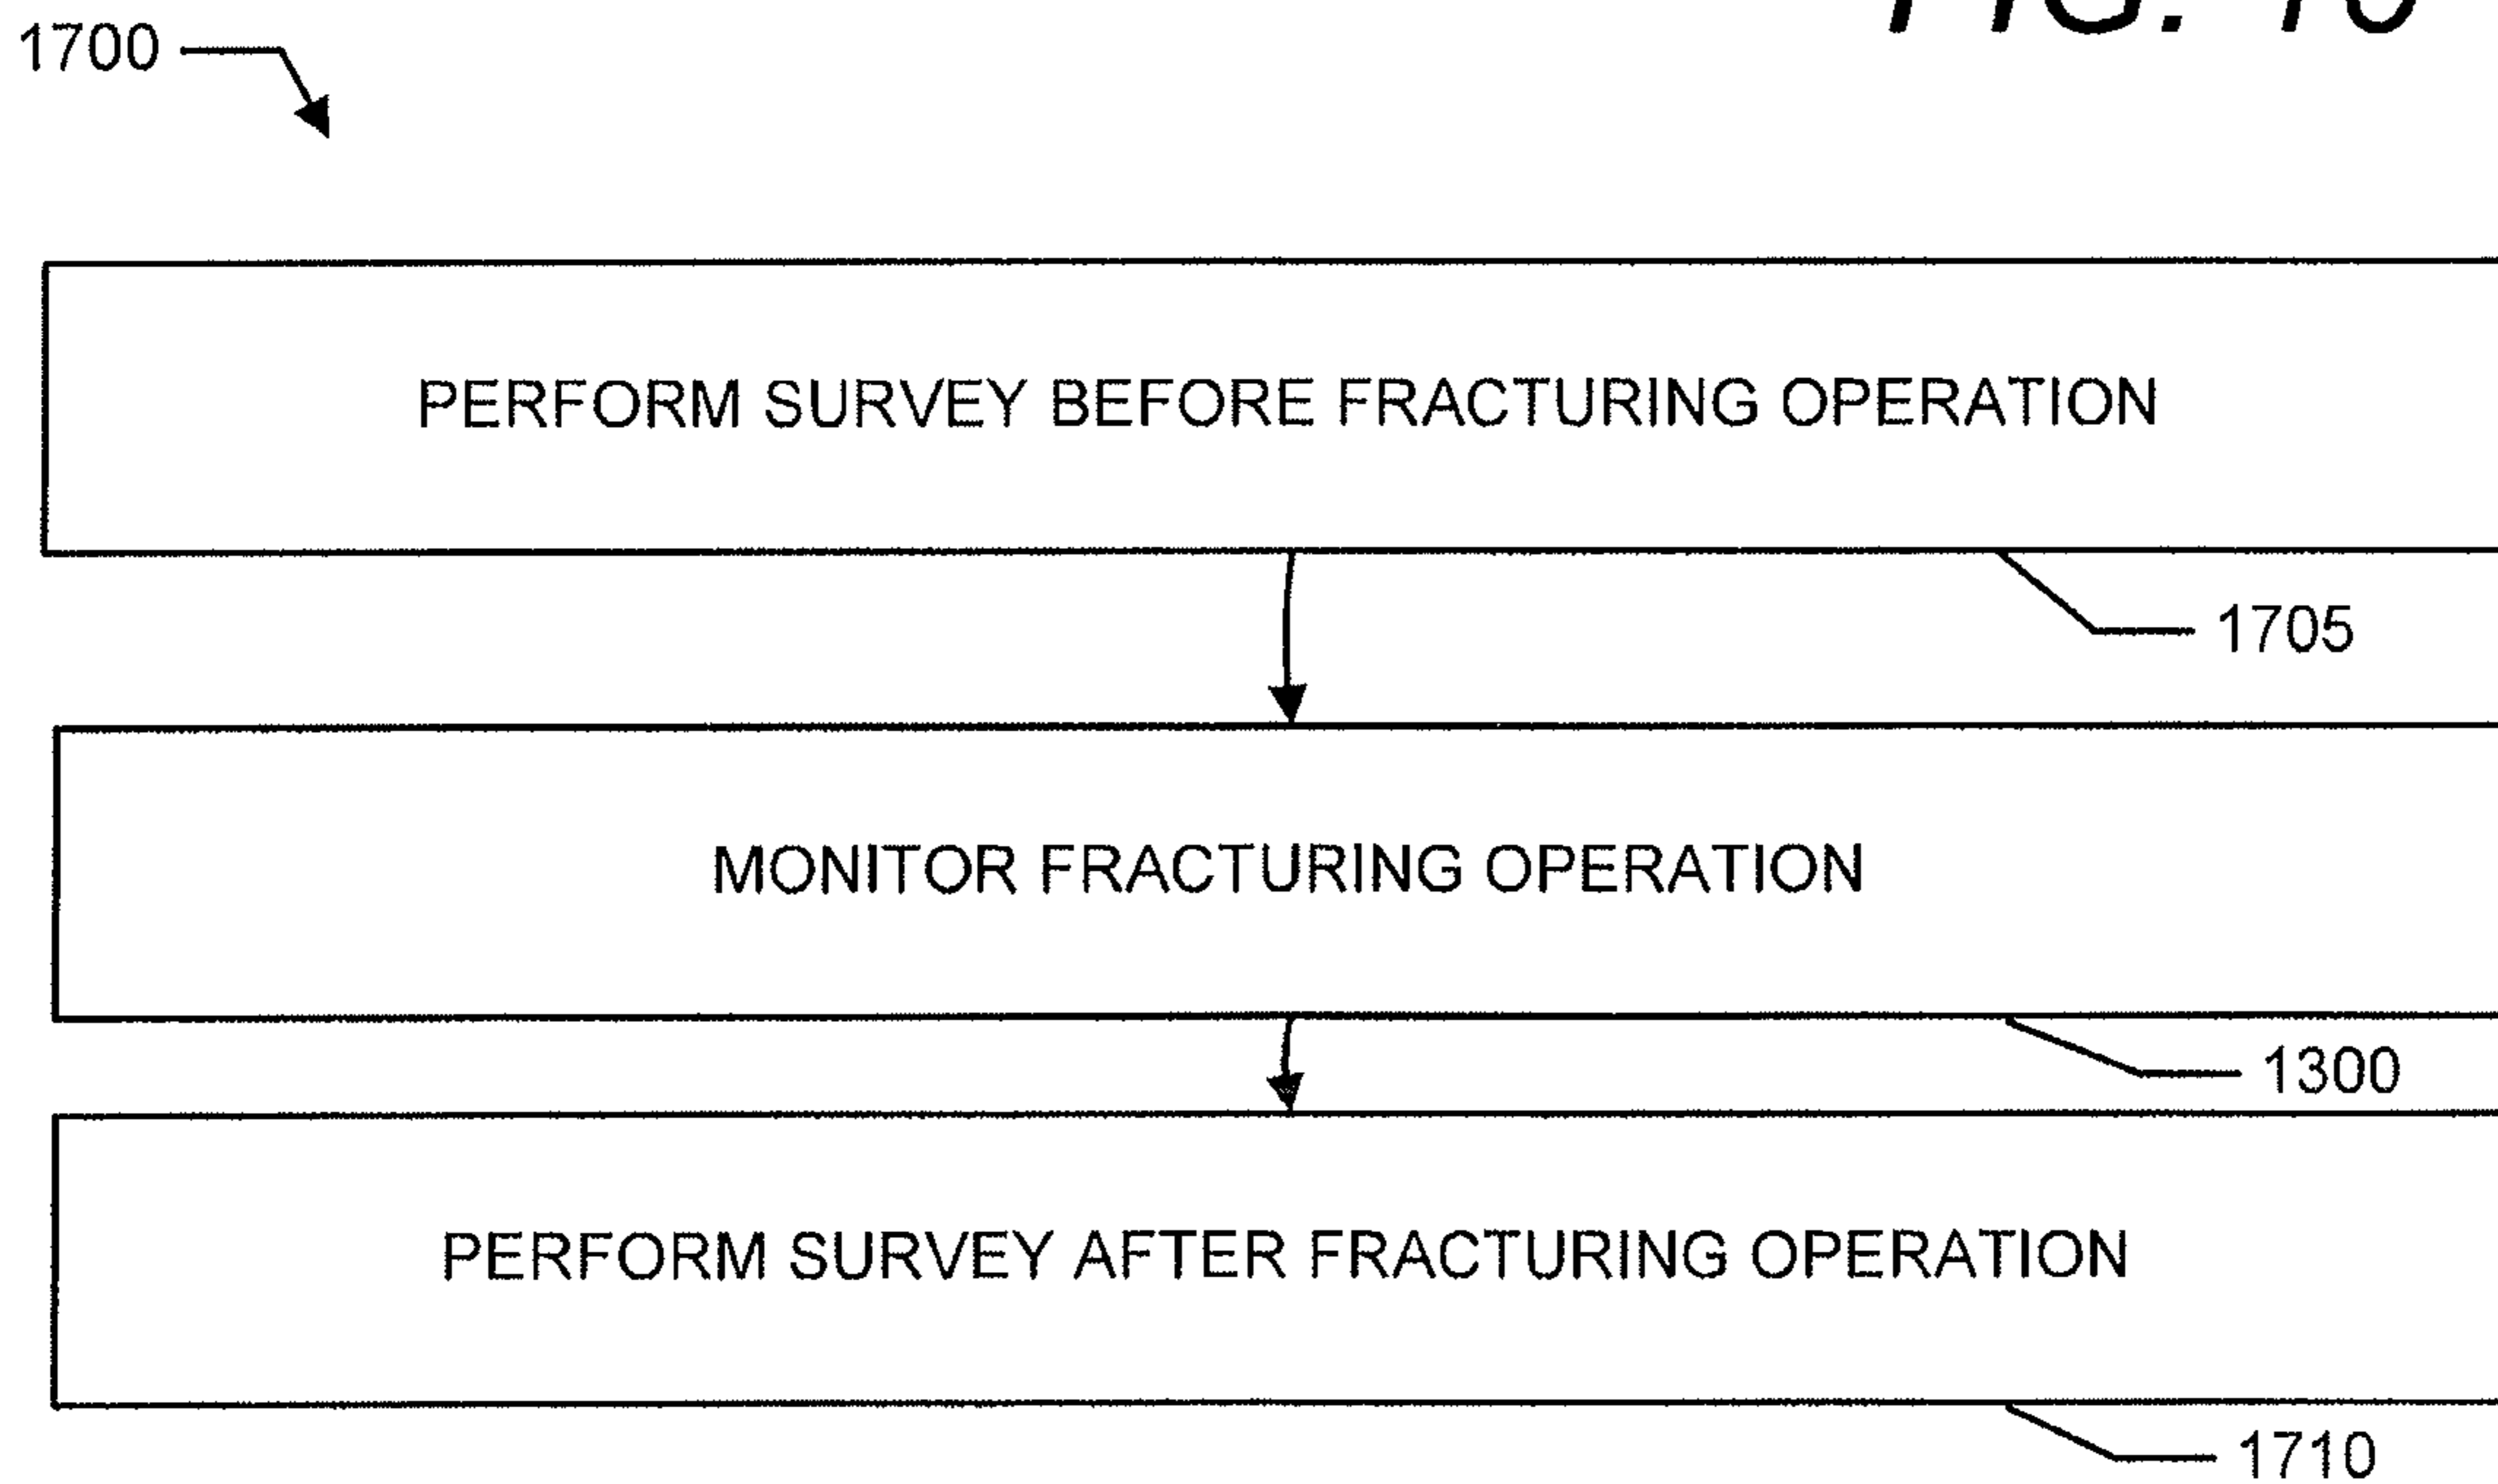 1700
PERFORM SURVEY BEFORE FRACTURING OPERATION
1705
MONITOR FRACTURING OPERATION
1300
PERFORM SURVEY AFTER FRACTURING OPERATION
1710